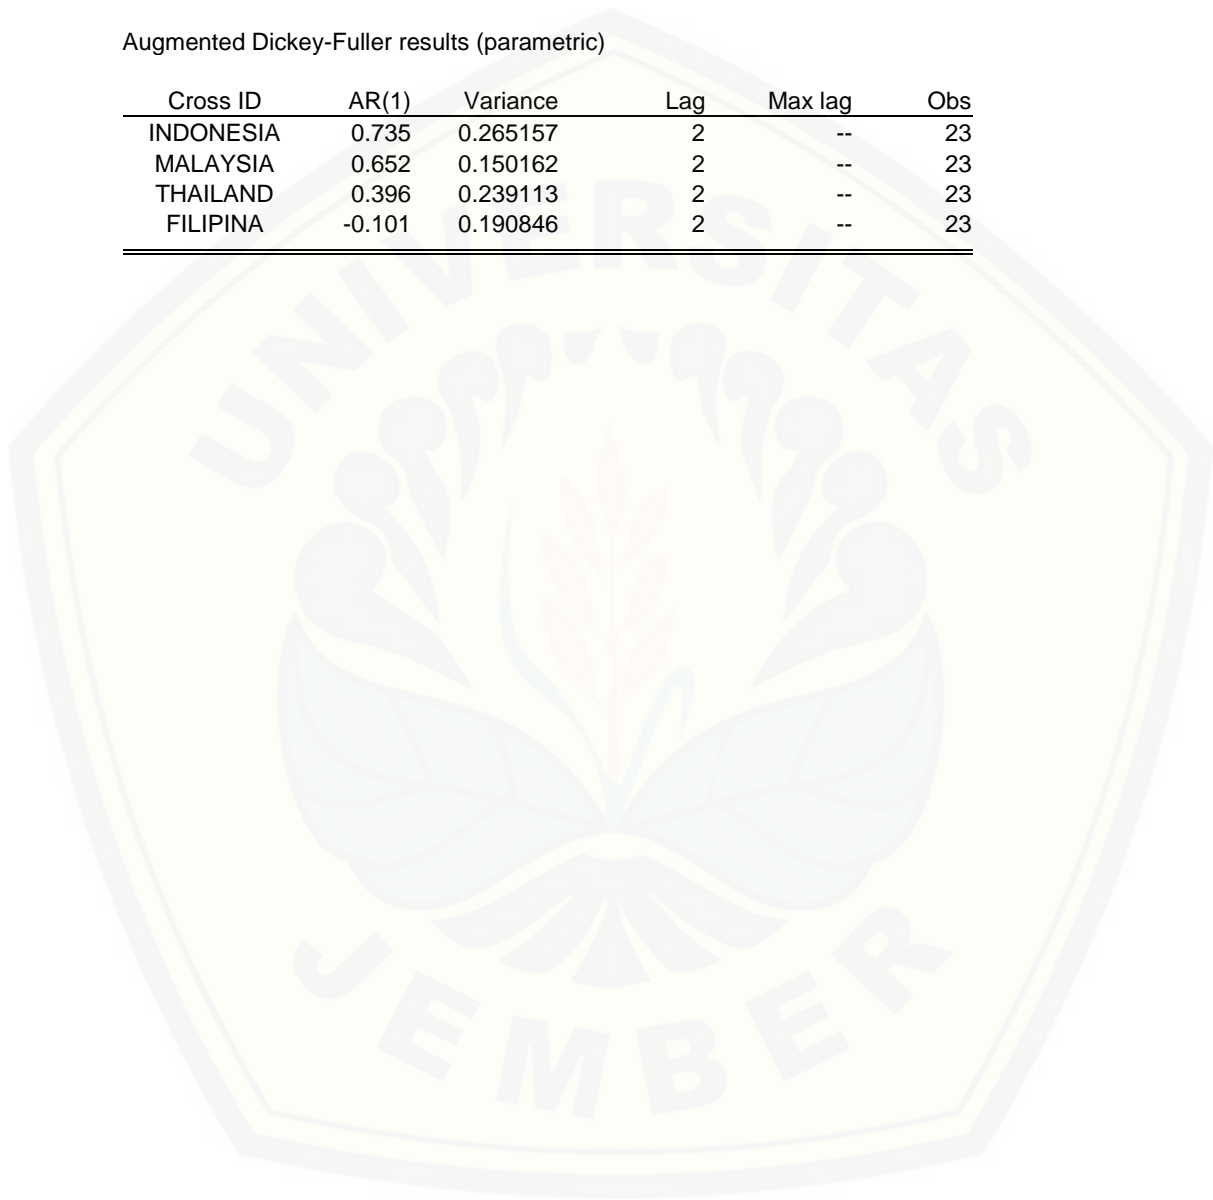 Augmented Dickey-Fuller results (parametric)
Cross ID AR(1) Variance Lag Max lag Obs
INDONESIA 0.735 0.265157 2 -- 23
MALAYSIA 0.652 0.150162 2 -- 23
THAILAND 0.396 0.239113 2 -- 23
FILIPINA -0.101 0.190846 2 -- 23
UNIVERSITAS
JEMBER